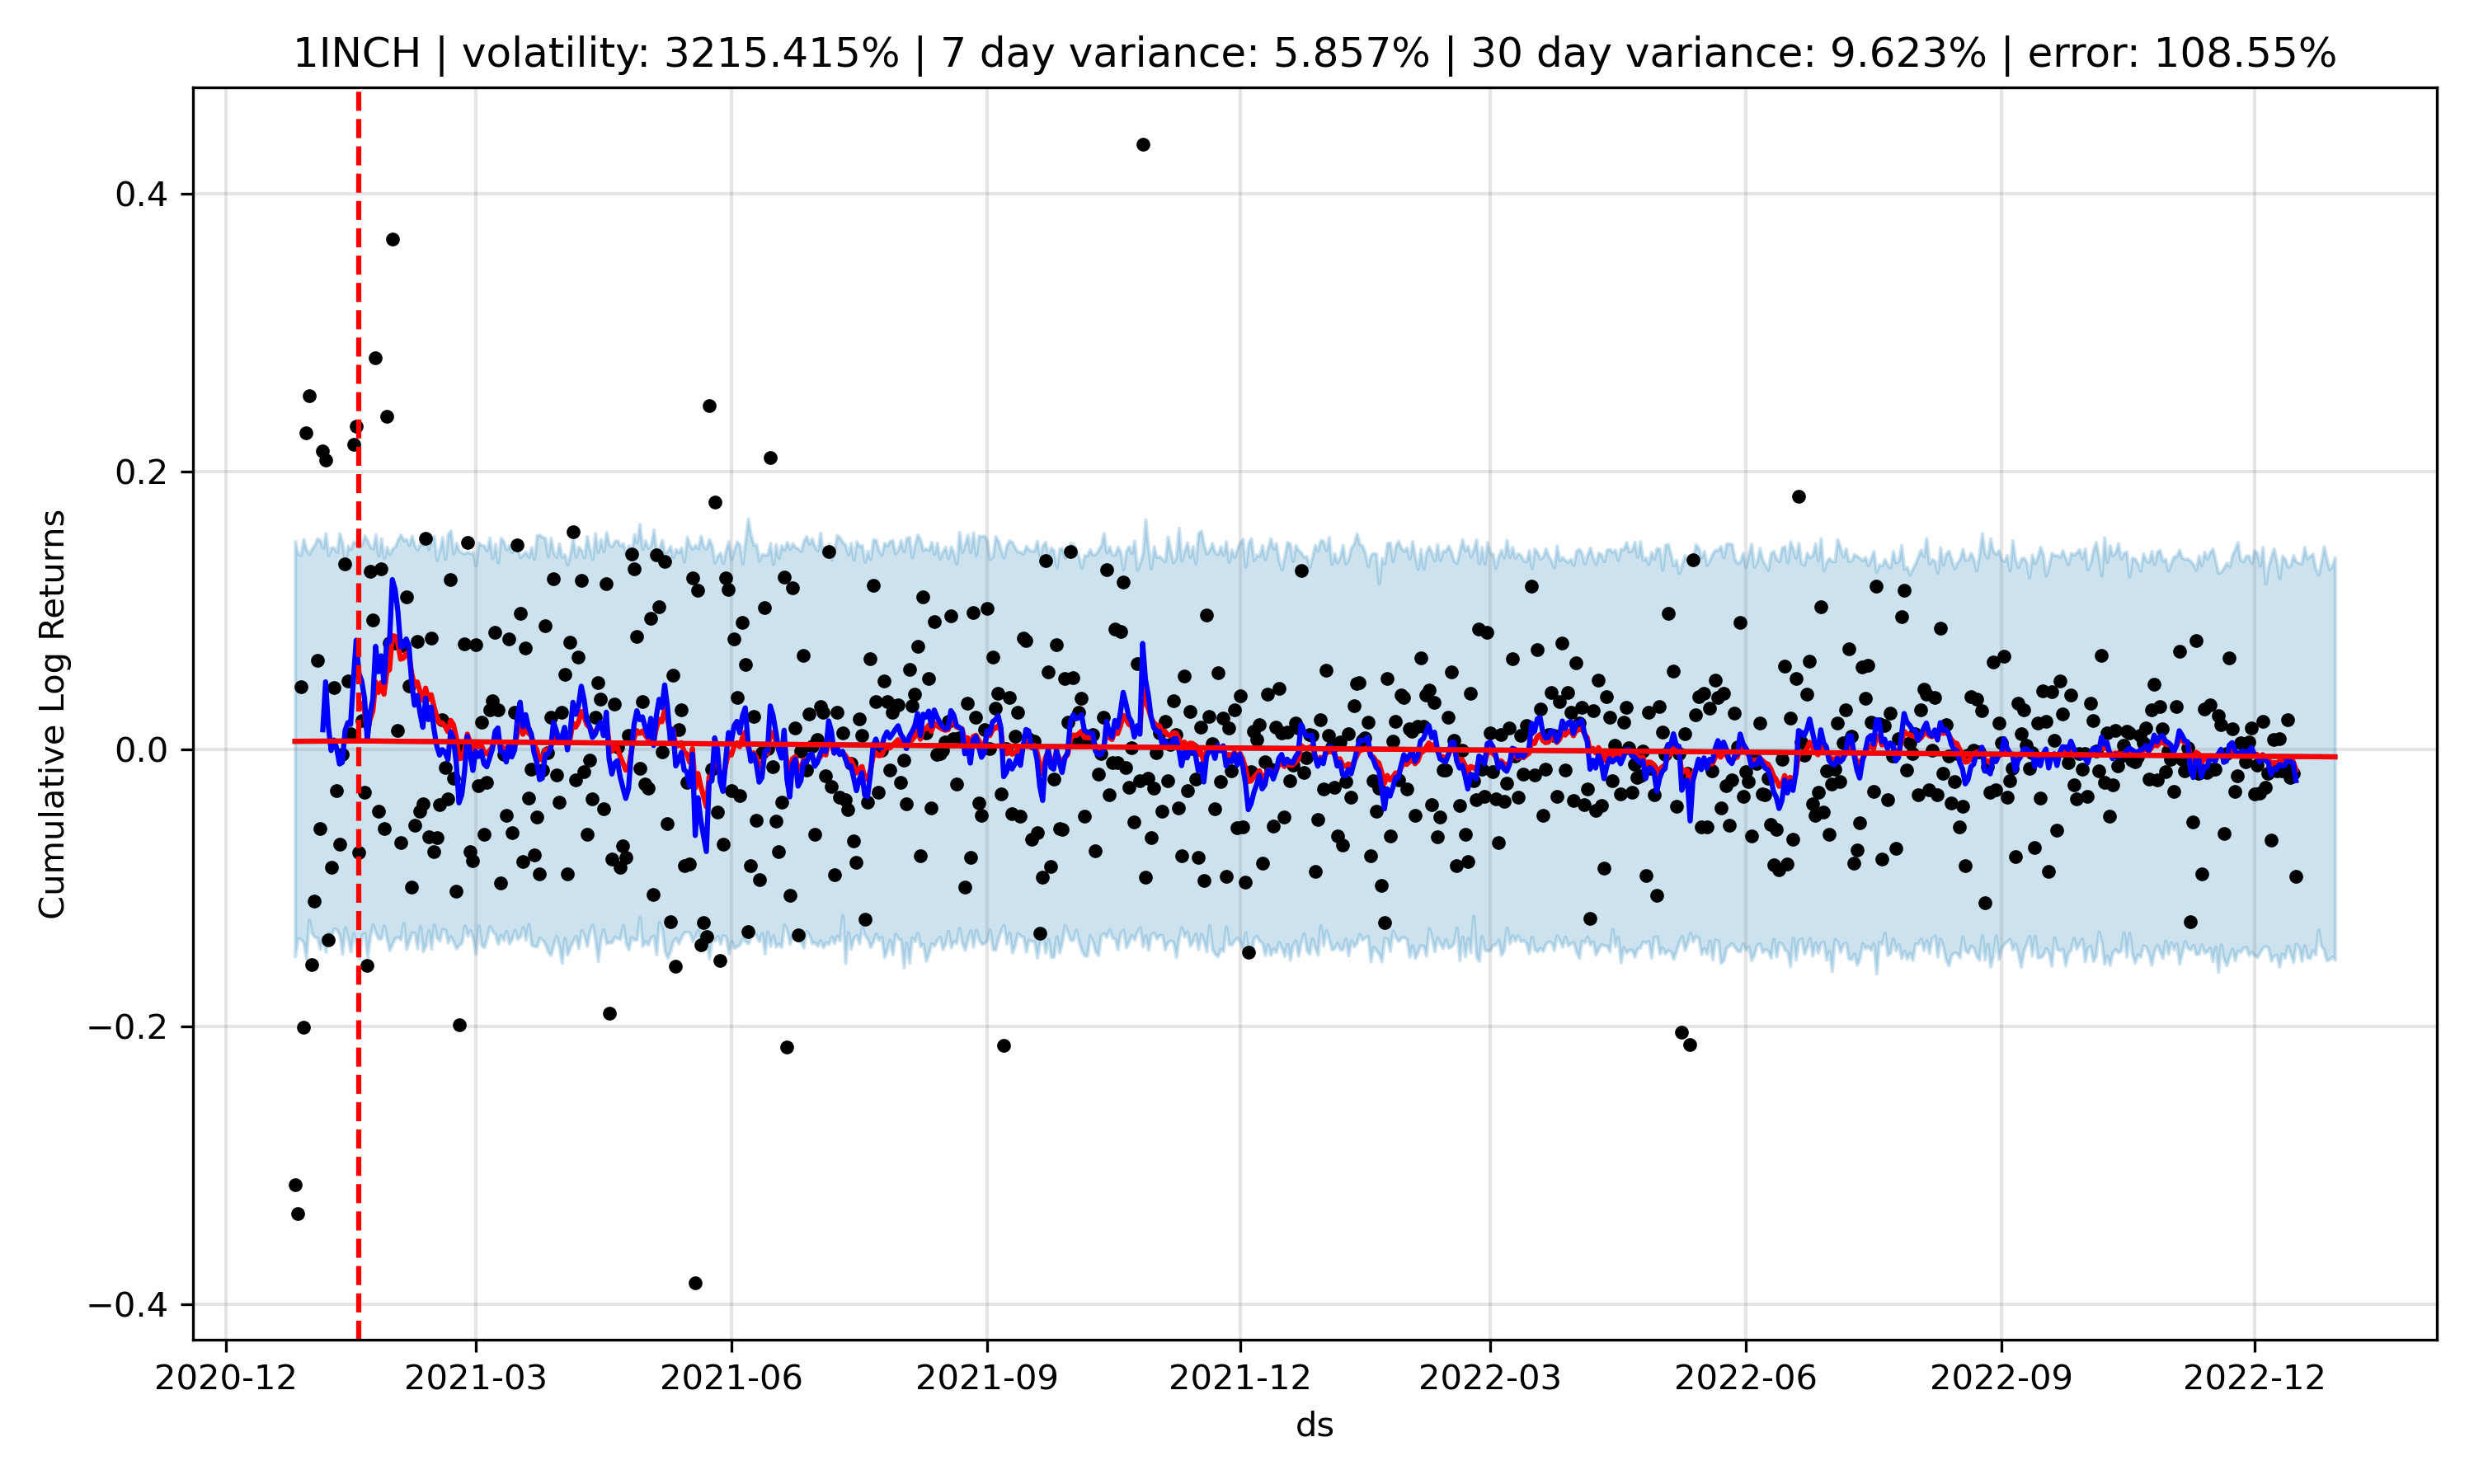 1INCH | volatility: 3215.415% | 7 day variance: 5.857% | 30 day variance: 9.623% | error: 108.55%
Cumulative Log Returns
0.4
0.2
0.0
−0.2
−0.4
2020-12 2021-03 2021-06 2021-09 2021-12 2022-03 2022-06 2022-09 2022-12
ds